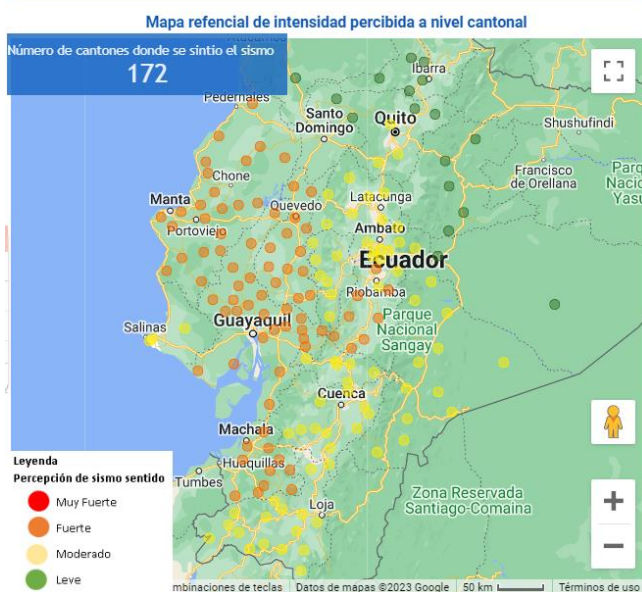 Mapa refencial de intensidad percibida a nivel cantonal
Número de cantones donde se sintio el sismo
172
Ibarra
Pedernales
Santo
Domingo
Quito
Shushufindi
Chone
Francisco
de Orellana
Parq
Nacio
Yasu
Manta
Portoviejo
Quevedo
Latacunga
Ambato
Ecuador
Riobamba
Salinas
Guayaquil
Parque
Nacional
Sangay
Cuenca
Machala
Huaquillas
Tumbes
Loja
Zona Reservada
Santiago-Comaina
Leyenda
Percepción de sismo sentido
Muy Fuerte
Fuerte
Moderado
Leve
mbinaciones de teclas
Datos de mapas ©2023 Google
50 km
Términos de uso